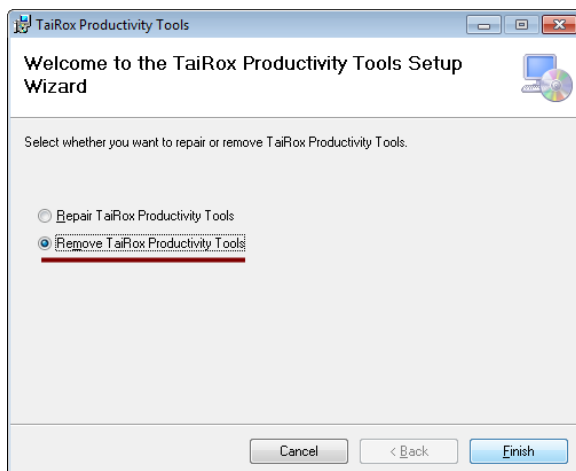 TaiRox Productivity Tools
Welcome to the TaiRox Productivity Tools Setup
Wizard
Select whether you want to repair or remove TaiRox Productivity Tools.
Repair TaiRox Productivity Tools
Remove TaiRox Productivity Tools
Cancel
< Back
Finish